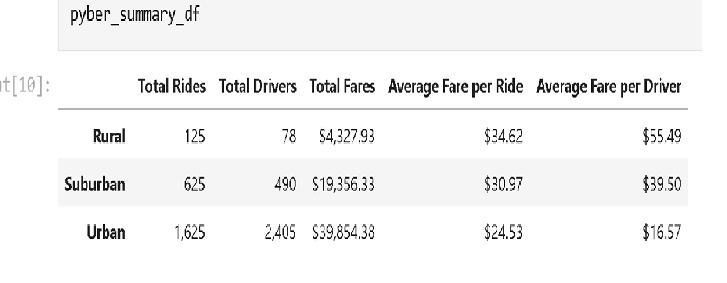 pyber_summary_df
ut[10]:
Total Rides Total Drivers Total Fares Average Fare per Ride Average Fare per Driver
Rural 125 78 $4,327.93 $34.62 $55.49
Suburban 625 490 $19,356.33 $30.97 $39.50
Urban 1,625 2,405 $39,854.38 $24.53 $16.57